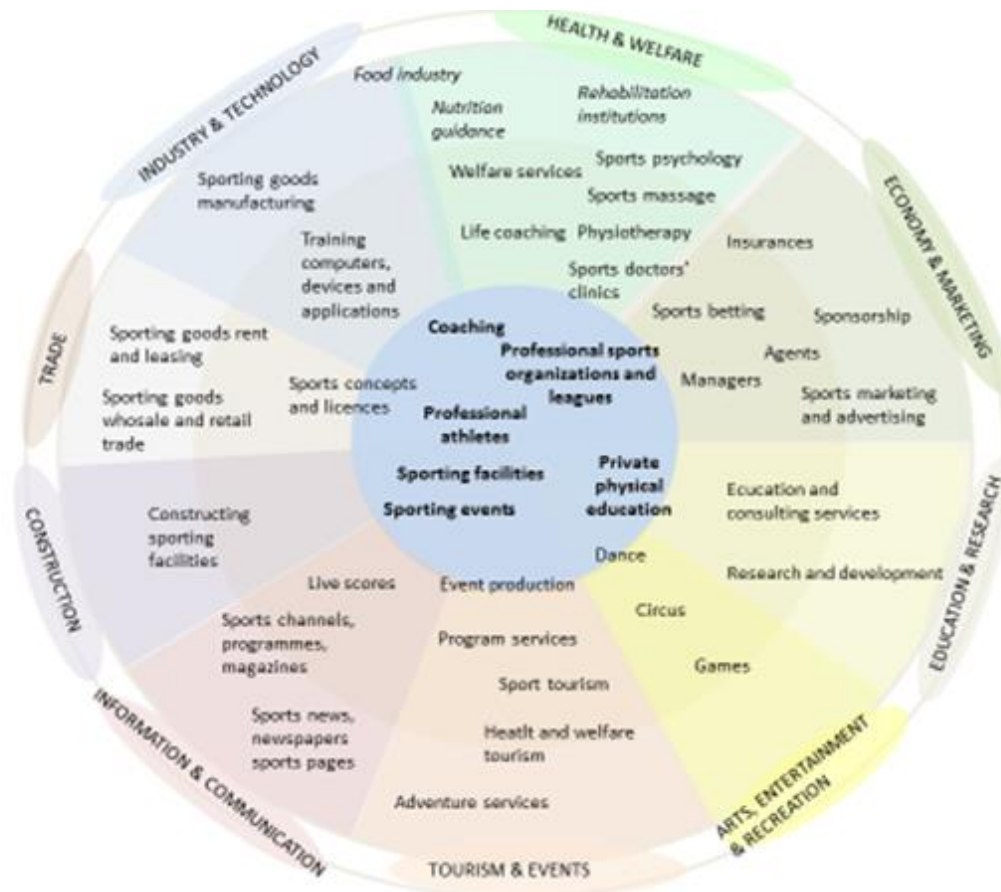 HEALTH & WELFARE
Food industry
Nutrition
guidance
Rehabilitation
institutions
Welfare services
Sports psychology
Sports massage
Life coaching
Physiotherapy
Sports doctors'
clinics
ECONOMY & MARKETING
Insurances
Sports betting
Sponsorship
Agents
Managers
Sports marketing
and advertising
EDUCATION & RESEARCH
Ecucation and
consulting services
Research and development
ARTS, ENTERTAINMENT
& RECREATION
Dance
Circus
Games
TOURISM & EVENTS
Event production
Program services
Sport tourism
Heatlt and welfare
tourism
Adventure services
INFORMATION & COMMUNICATION
Live scores
Sports channels,
programmes,
magazines
Sports news,
newspapers
sports pages
CONSTRUCTION
Constructing
sporting
facilities
TRADE
Sporting goods rent
and leasing
Sporting goods
whosale and retail
trade
Sports concepts
and licences
INDUSTRY & TECHNOLOGY
Sporting goods
manufacturing
Training
computers,
devices and
applications
Coaching
Professional sports
organizations and
leagues
Professional
athletes
Sporting facilities
Sporting events
Private
physical
education